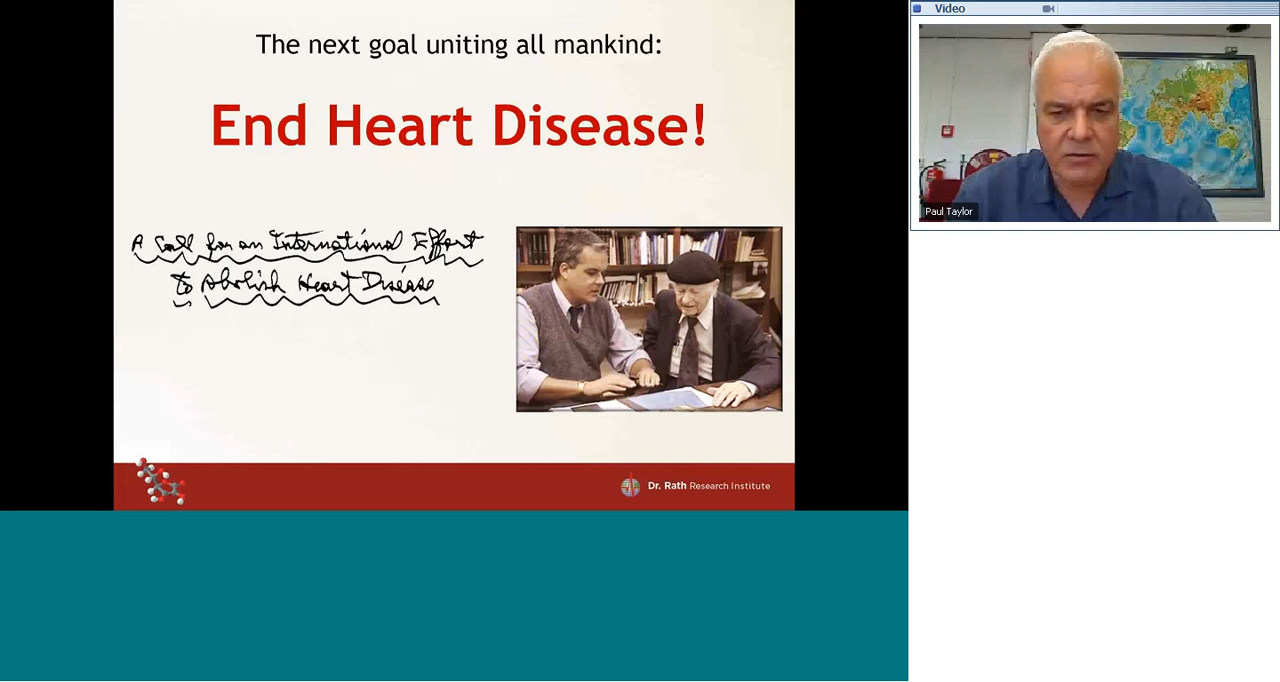 The next goal uniting all mankind:
End Heart Disease!
A Call for an International Effort
to Abolish Heart Disease
Dr. Rath Research Institute
Video
Paul Taylor